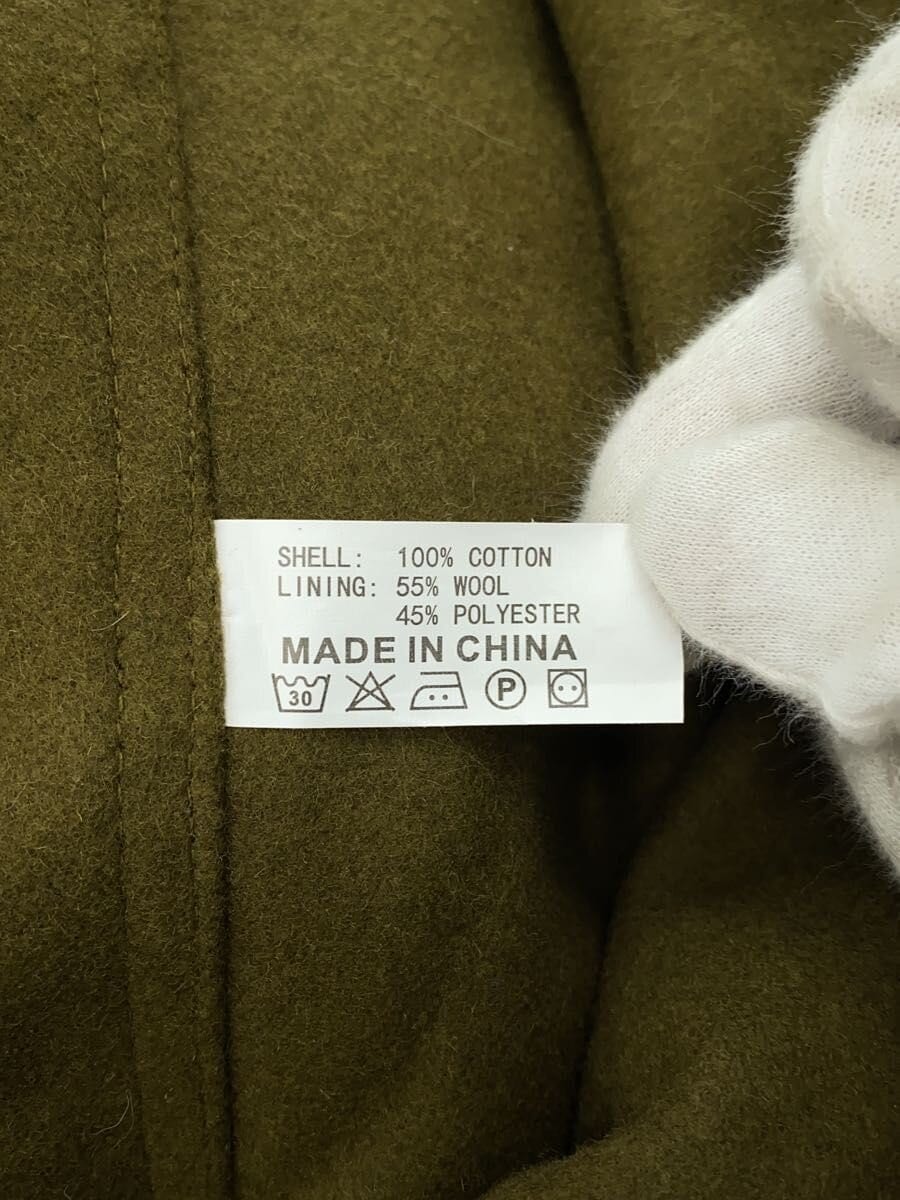 SHELL: 100% COTTON
LINING: 55% WOOL
45% POLYESTER
MADE IN CHINA
30 P